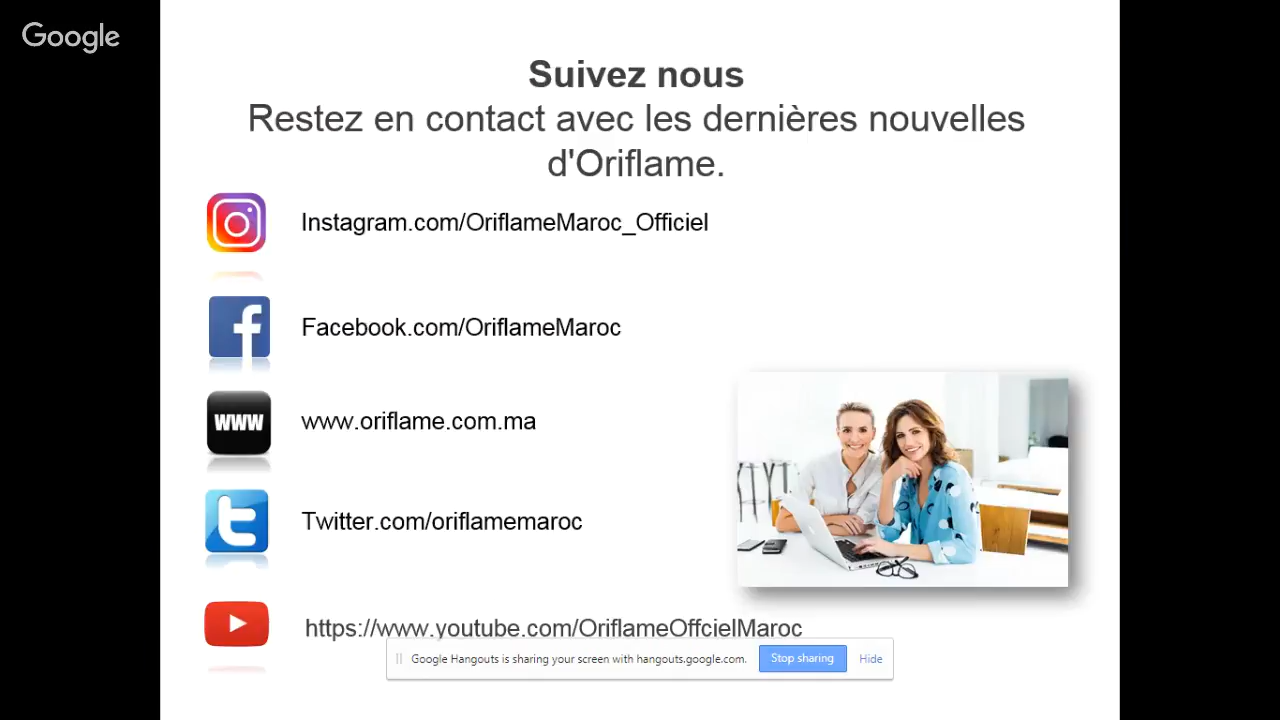 Google
Suivez nous
Restez en contact avec les dernières nouvelles
d'Oriflame.
Instagram.com/OriflameMaroc_Officiel
Facebook.com/OriflameMaroc
www
www.oriflame.com.ma
Twitter.com/oriflamemaroc
https://www.youtube.com/OriflameOffcielMaroc
Google Hangouts is sharing your screen with hangouts.google.com. Stop sharing Hide